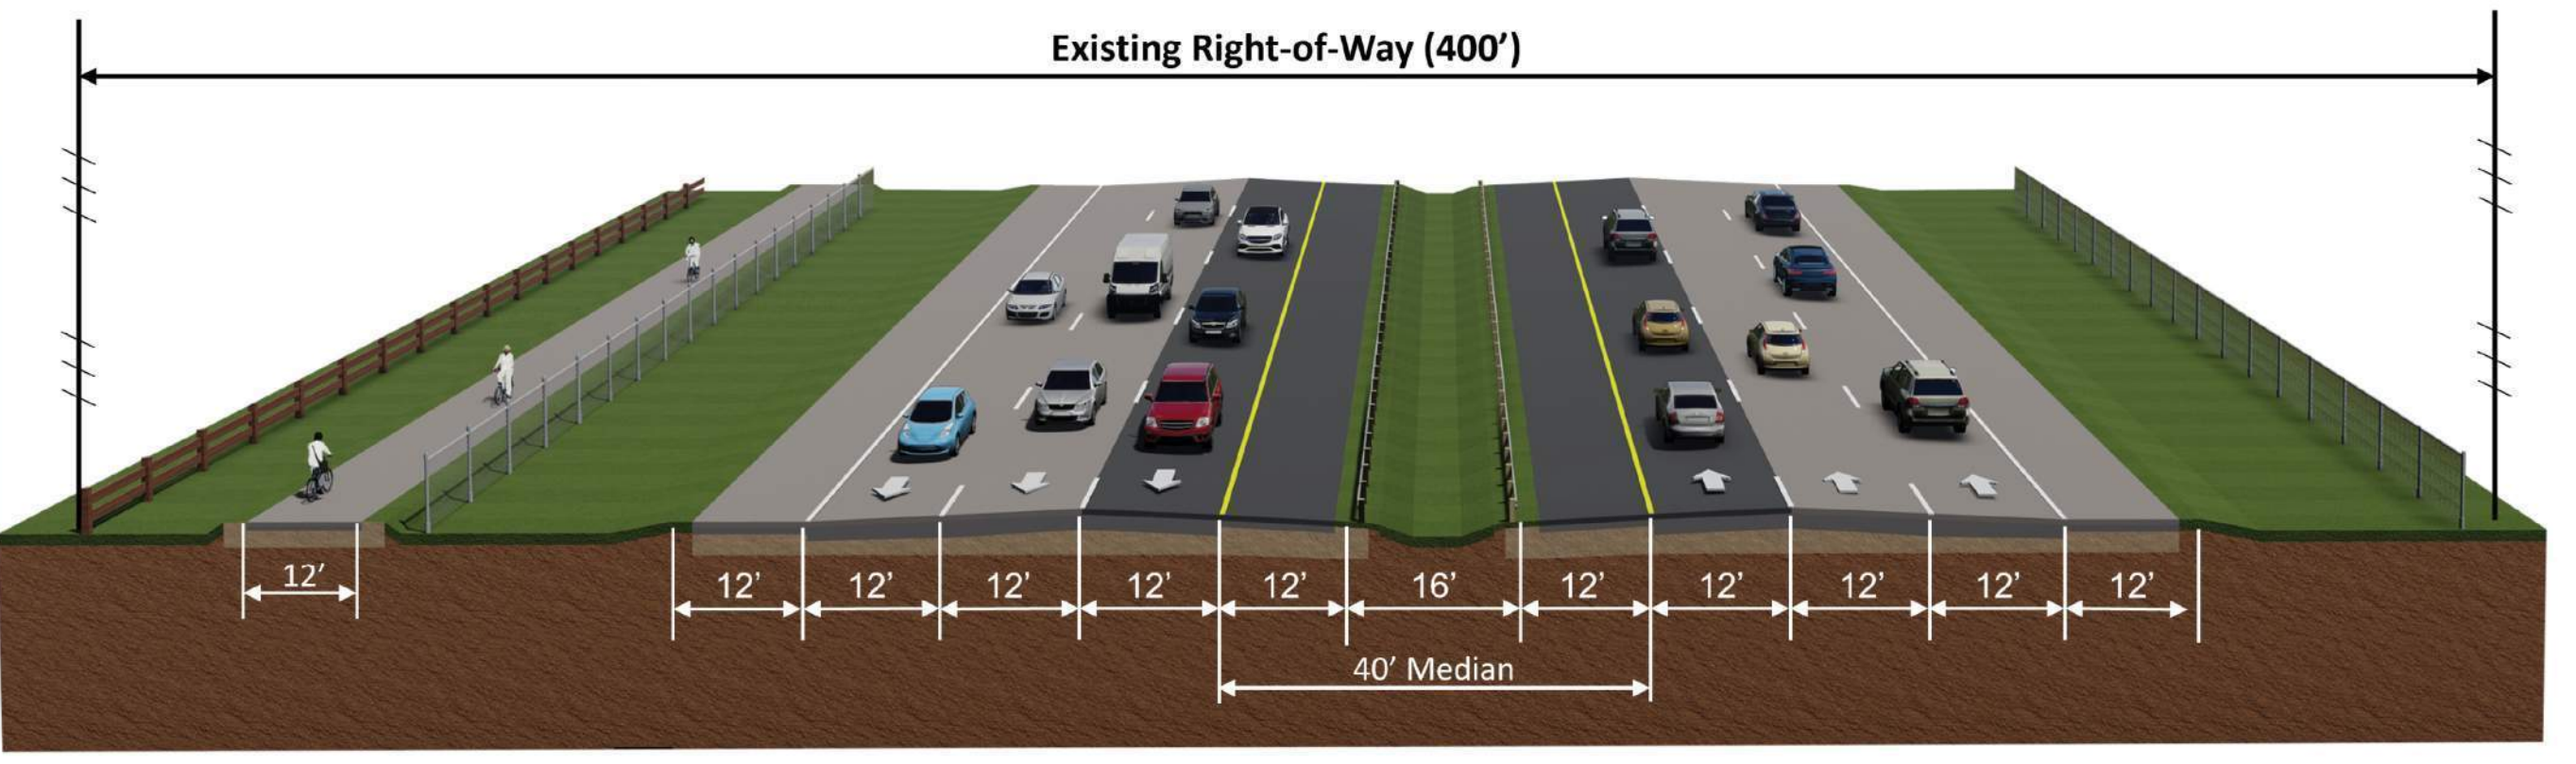 Existing Right-of-Way (400’)
12’
12’ 12’ 12’ 12’ 12’ 16’ 12’ 12’ 12’ 12’ 12’
40’ Median